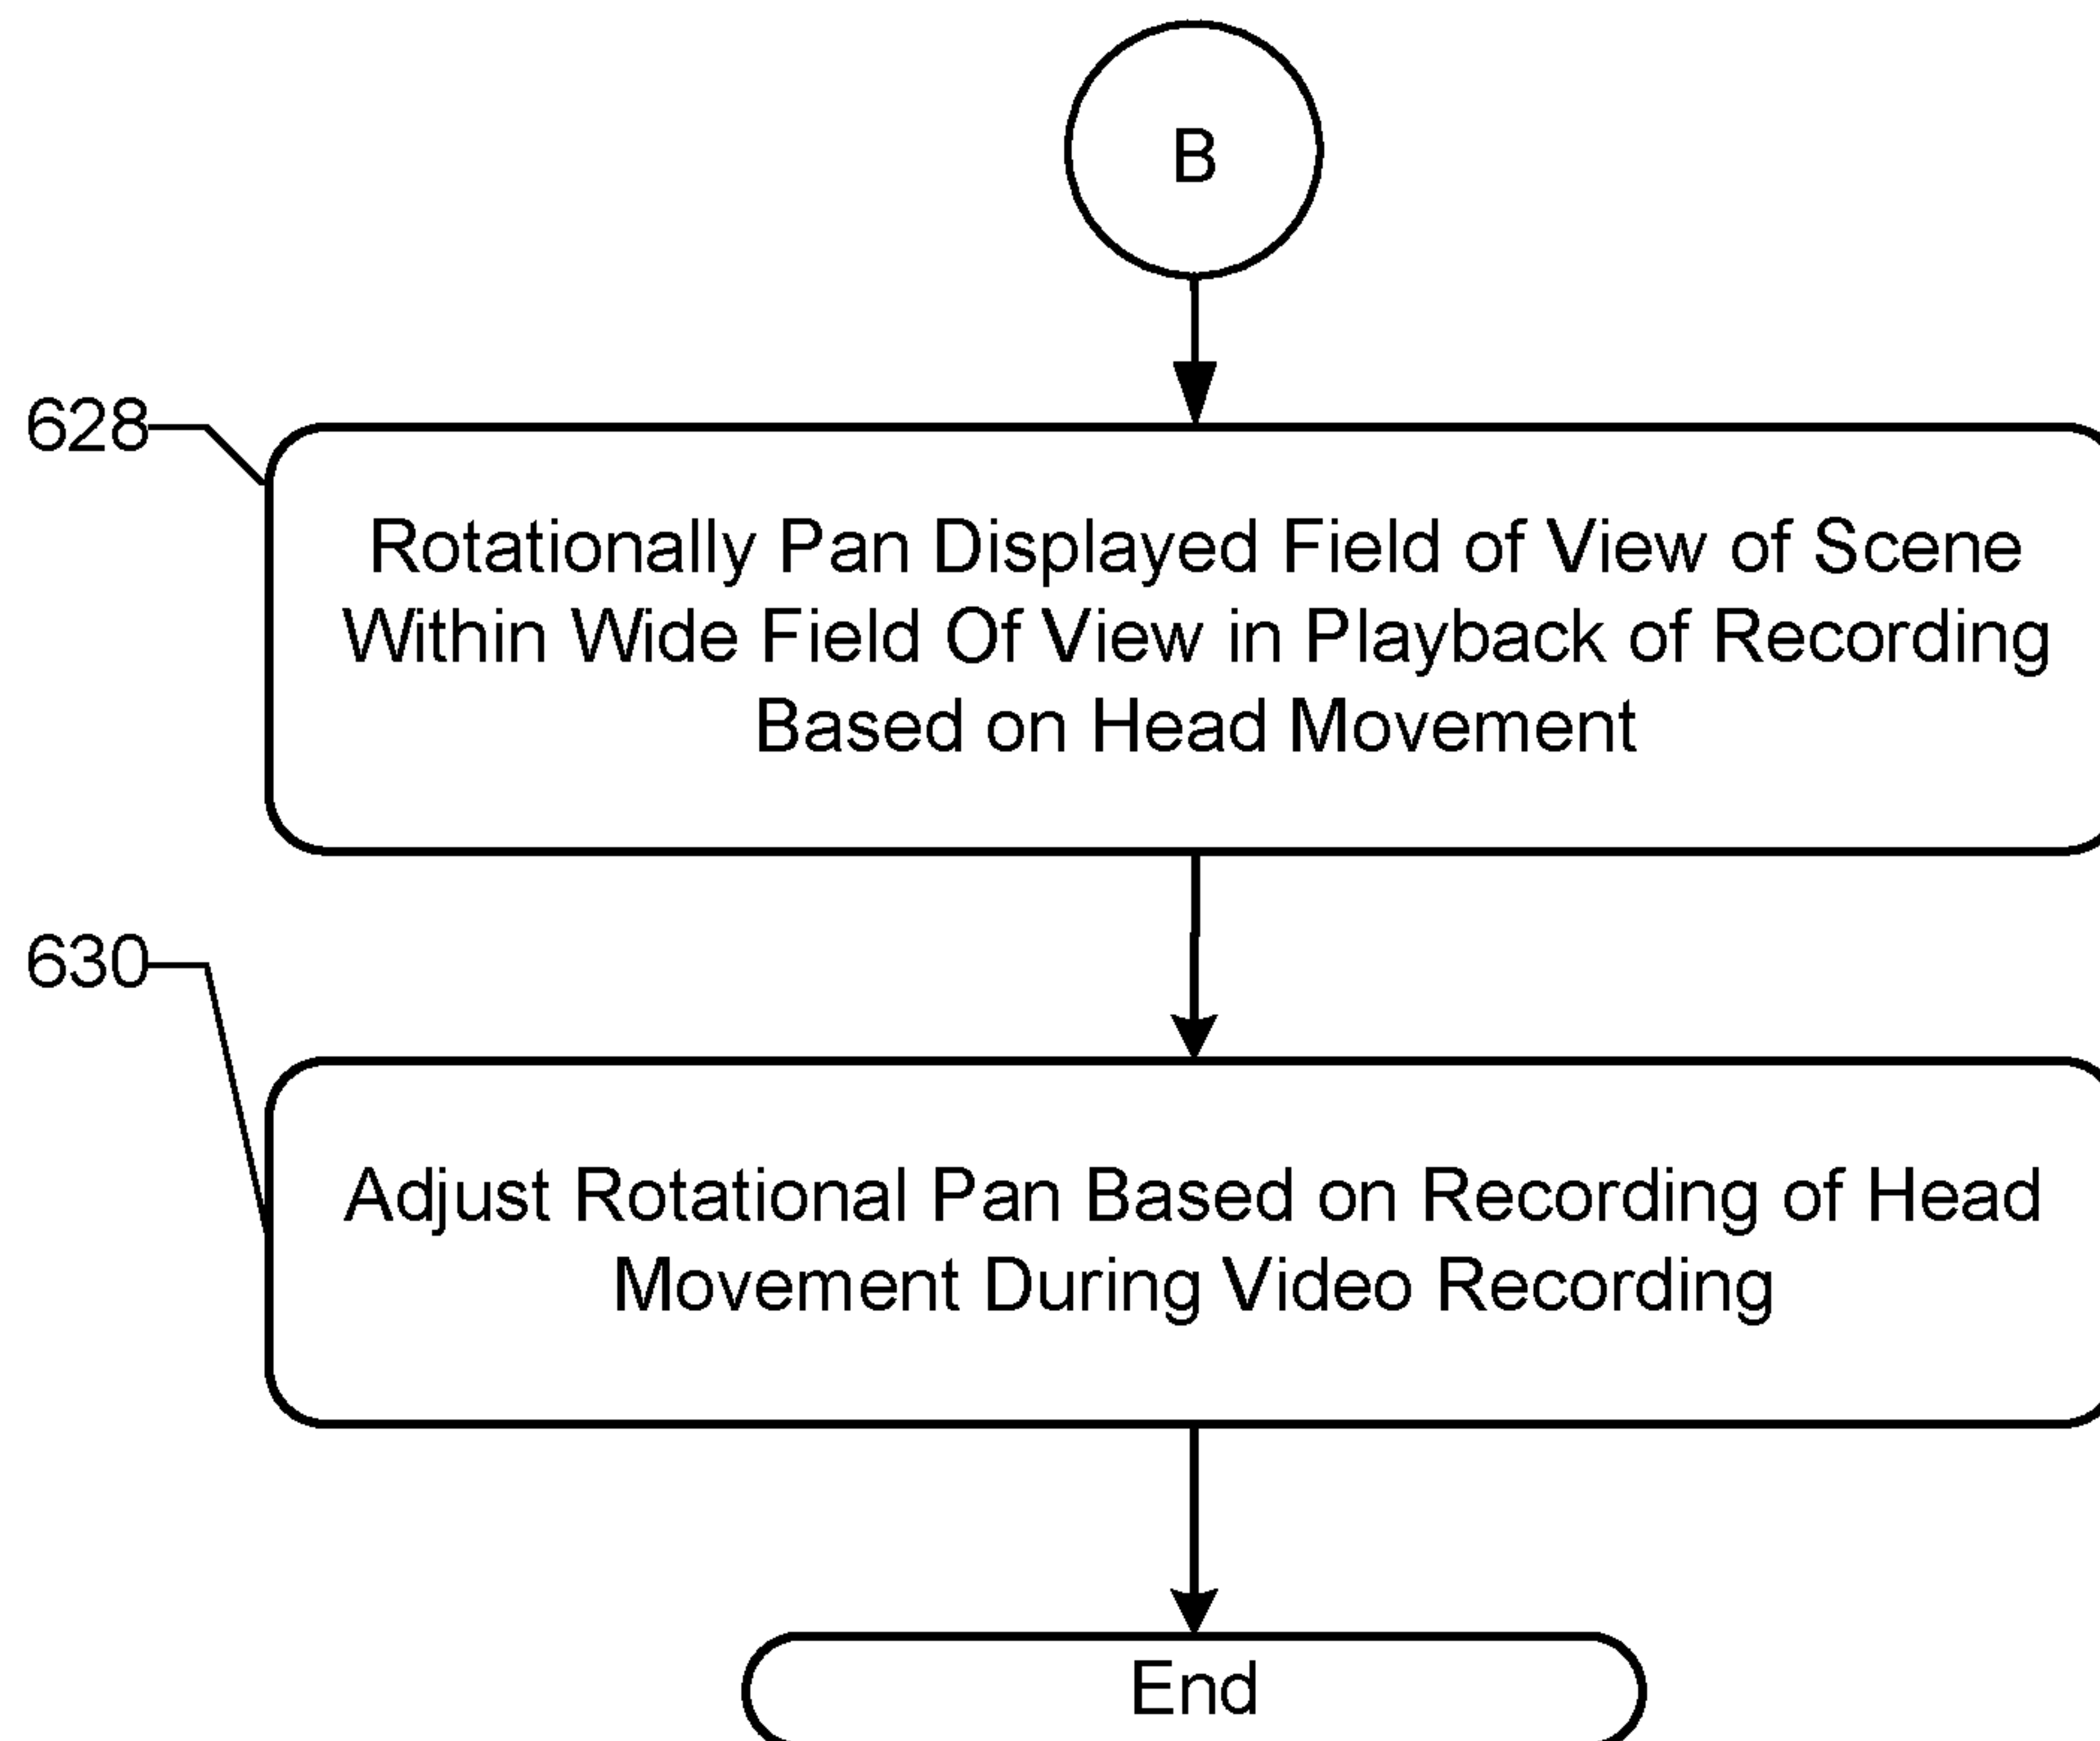 B
628
Rotationally Pan Displayed Field of View of Scene
Within Wide Field Of View in Playback of Recording
Based on Head Movement
630
Adjust Rotational Pan Based on Recording of Head
Movement During Video Recording
End